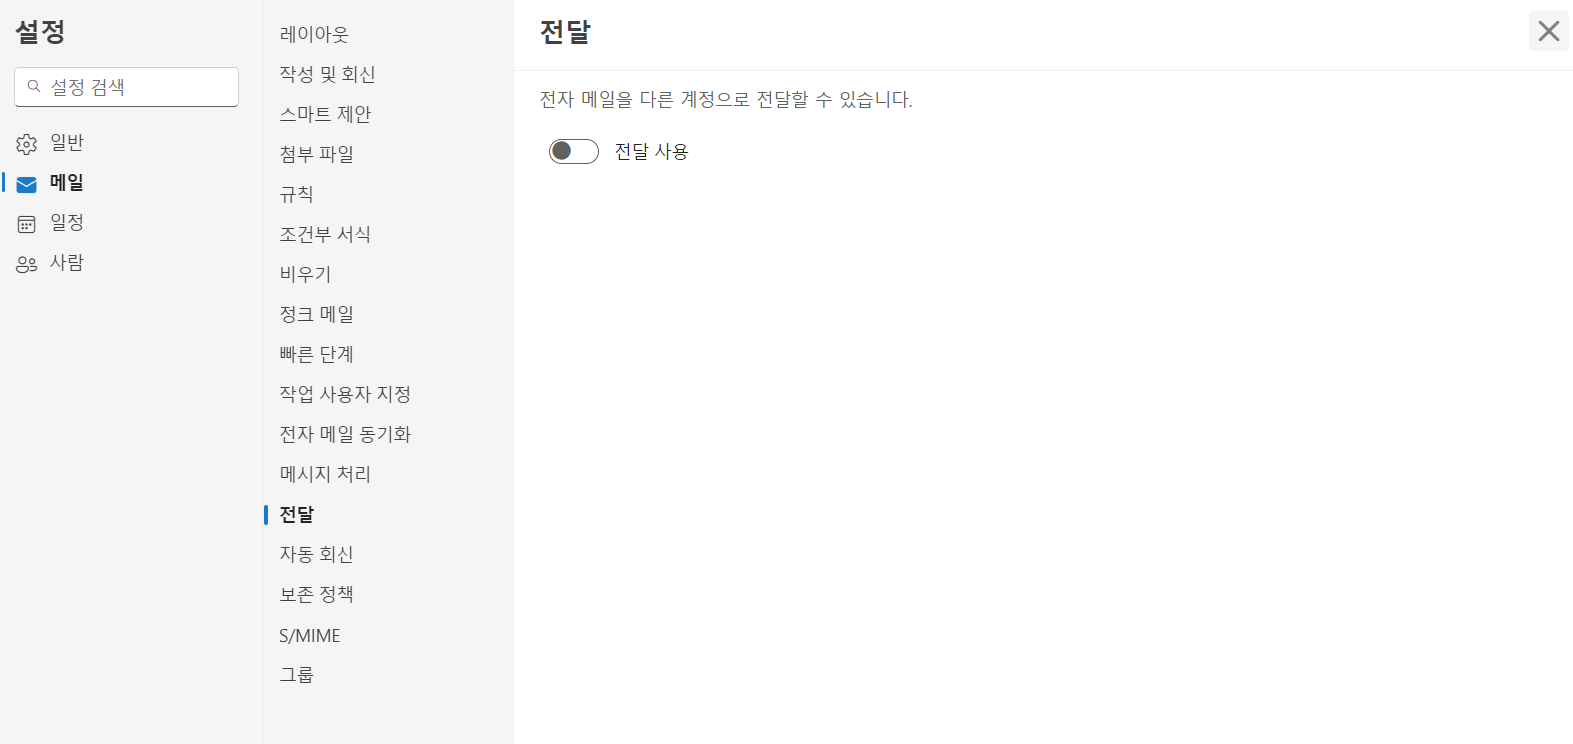 설정
설정 검색
일반
메일
일정
사람
레이아웃
작성 및 회신
스마트 제안
첨부 파일
규칙
조건부 서식
비우기
정크 메일
빠른 단계
작업 사용자 지정
전자 메일 동기화
메시지 처리
전달
자동 회신
보존 정책
S/MIME
그룹
전달
전자 메일을 다른 계정으로 전달할 수 있습니다.
전달 사용